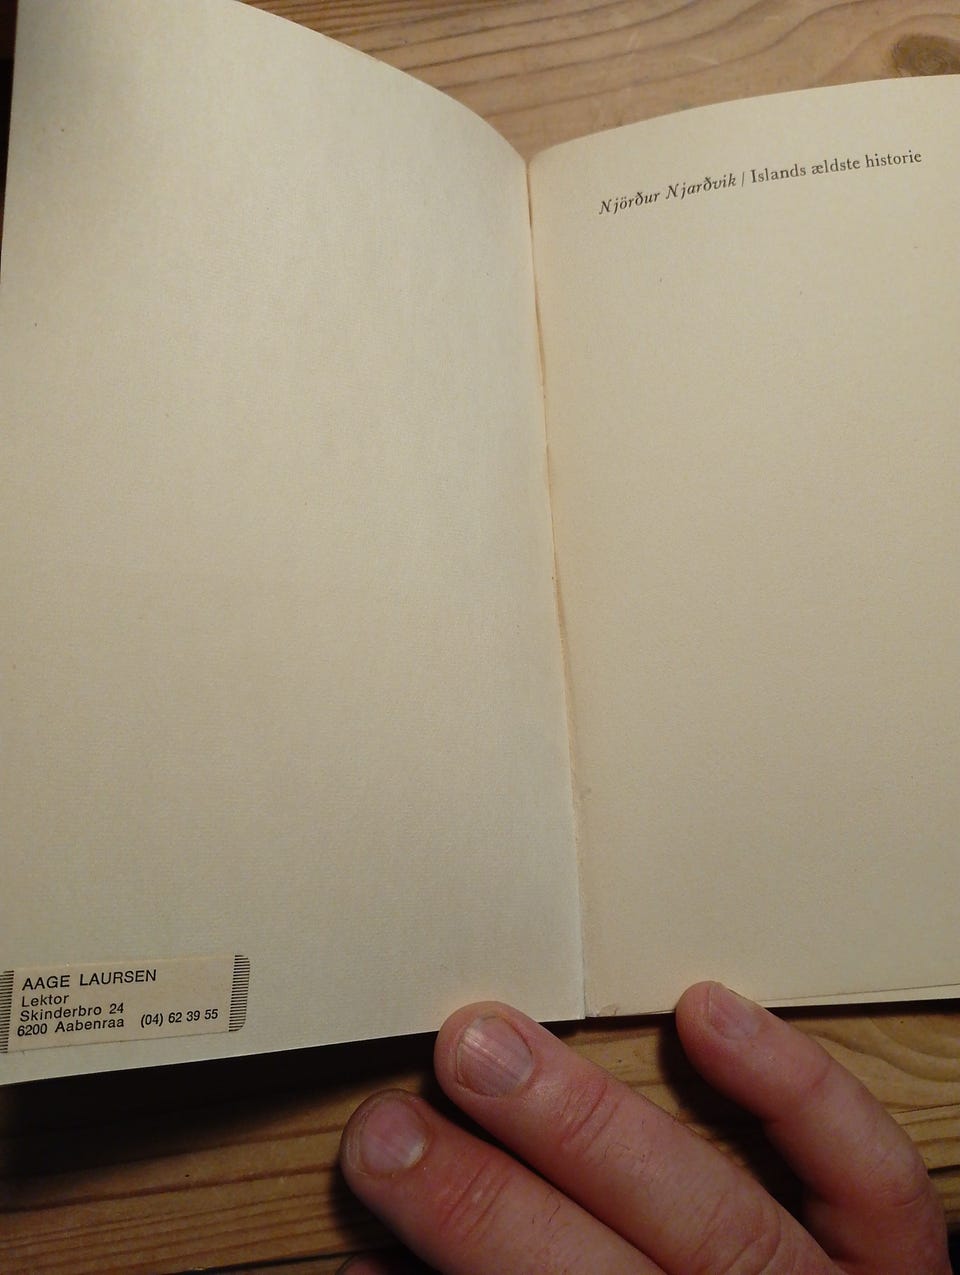 Njörður Njarðvik | Islands ældste historie
AAGE LAURSEN
Lektor
Skinderbro 24
6200 Aabenraa (04) 62 39 55